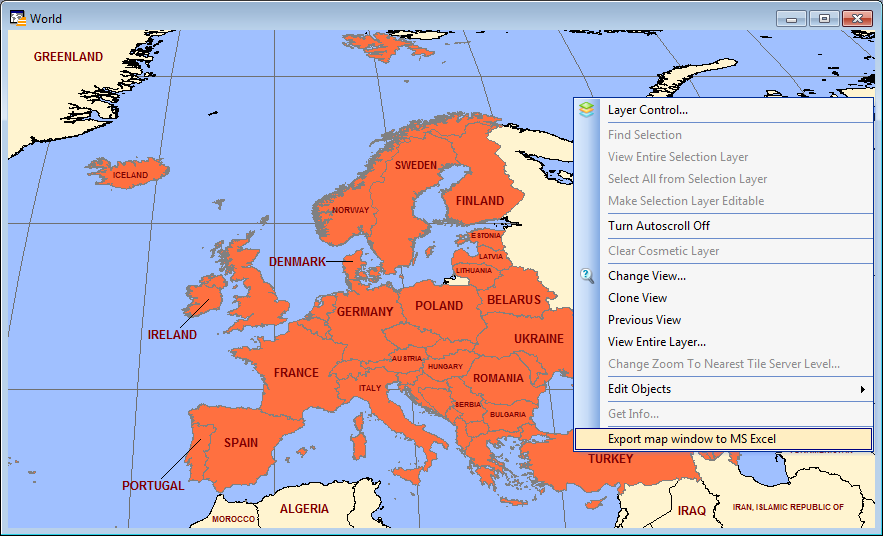 World
GREENLAND
ICELAND
SWEDEN
NORWAY
FINLAND
ESTONIA
LATVIA
LITHUANIA
DENMARK
IRELAND
GERMANY
POLAND
BELARUS
UKRAINE
FRANCE
AUSTRIA
HUNGARY
ITALY
ROMANIA
SERBIA
BULGARIA
SPAIN
PORTUGAL
TURKEY
MOROCCO
ALGERIA
IRAQ
IRAN, ISLAMIC REPUBLIC OF
Layer Control...
Find Selection
View Entire Selection Layer
Select All from Selection Layer
Make Selection Layer Editable
Turn Autoscroll Off
Clear Cosmetic Layer
Change View...
Clone View
Previous View
View Entire Layer...
Change Zoom To Nearest Tile Server Level...
Edit Objects
Get Info...
Export map window to MS Excel